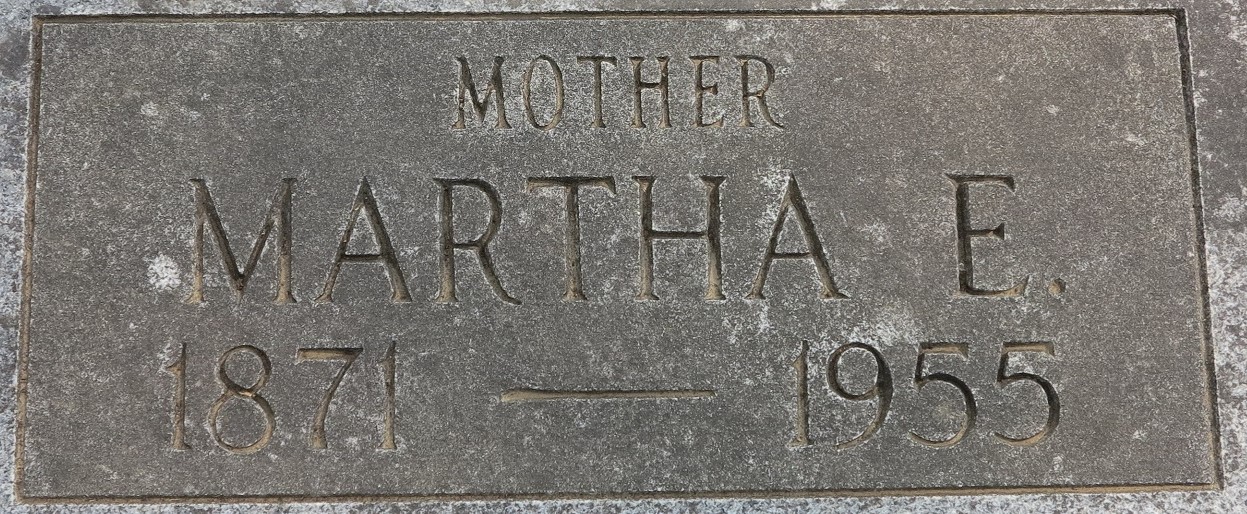 MOTHER
MARTHA E.
1871 — 1955